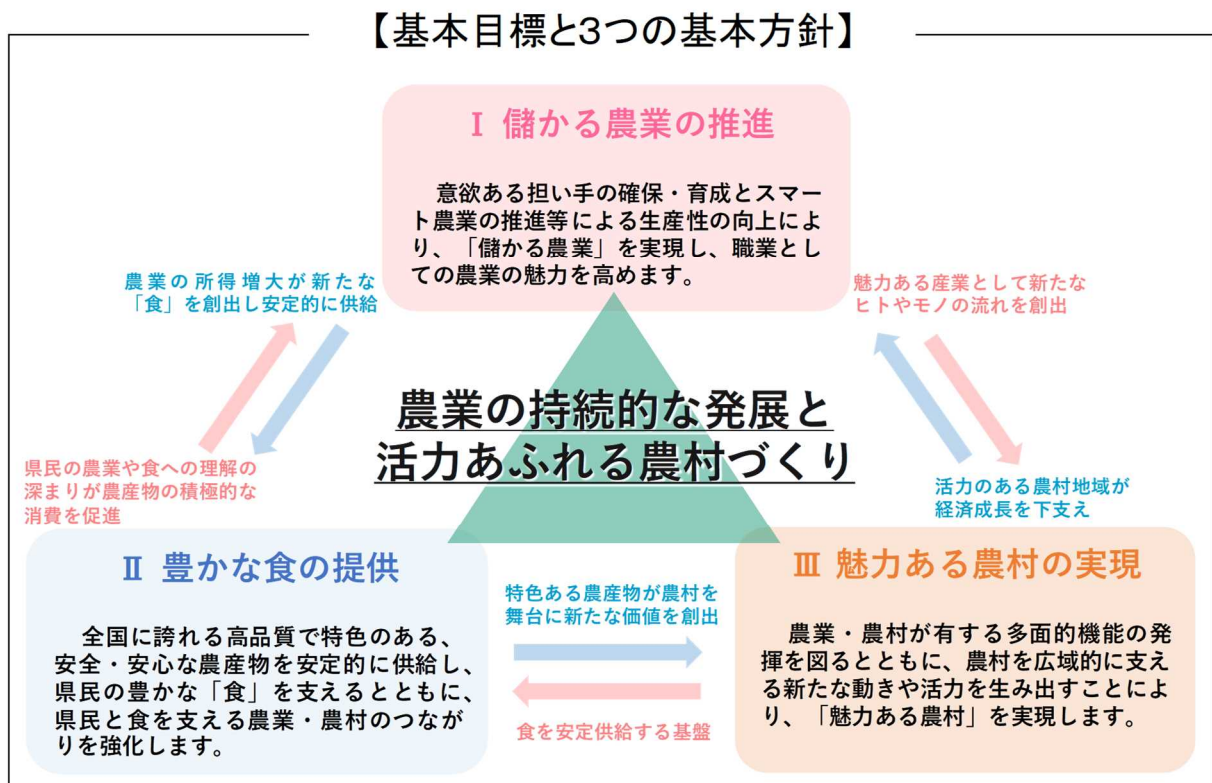 【基本目標と3つの基本方針】
Ⅰ 儲かる農業の推進
意欲ある担い手の確保・育成とスマー
ト農業の推進等による生産性の向上によ
り、「儲かる農業」を実現し、職業とし
ての農業の魅力を高めます。
農業の所得増大が新たな
「食」を創出し安定的に供給
魅力ある産業として新たな
ヒトやモノの流れを創出
農業の持続的な発展と
活力あふれる農村づくり
県民の農業や食への理解の
深まりが農産物の積極的な
消費を促進
活力のある農村地域が
経済成長を下支え
Ⅱ 豊かな食の提供
全国に誇れる高品質で特色のある、
安全・安心な農産物を安定的に供給し、
県民の豊かな「食」を支えるとともに、
県民と食を支える農業・農村のつなが
りを強化します。
特色ある農産物が農村を
舞台に新たな価値を創出
食を安定供給する基盤
Ⅲ 魅力ある農村の実現
農業・農村が有する多面的機能の発
揮を図るとともに、農村を広域的に支え
る新たな動きや活力を生み出すことによ
り、「魅力ある農村」を実現します。